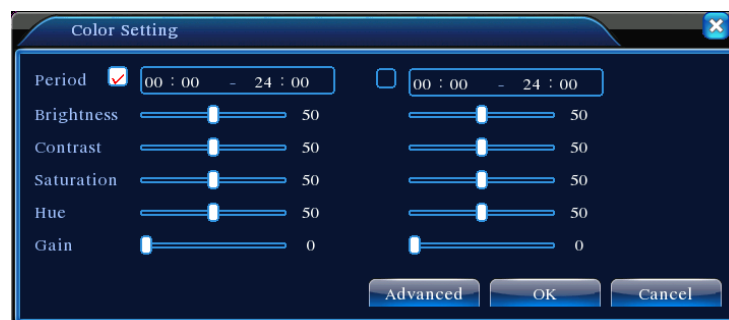 Color Setting
Period 00 : 00 - 24 : 00 00 : 00 - 24 : 00
Brightness 50 50
Contrast 50 50
Saturation 50 50
Hue 50 50
Gain 0 0
Advanced OK Cancel